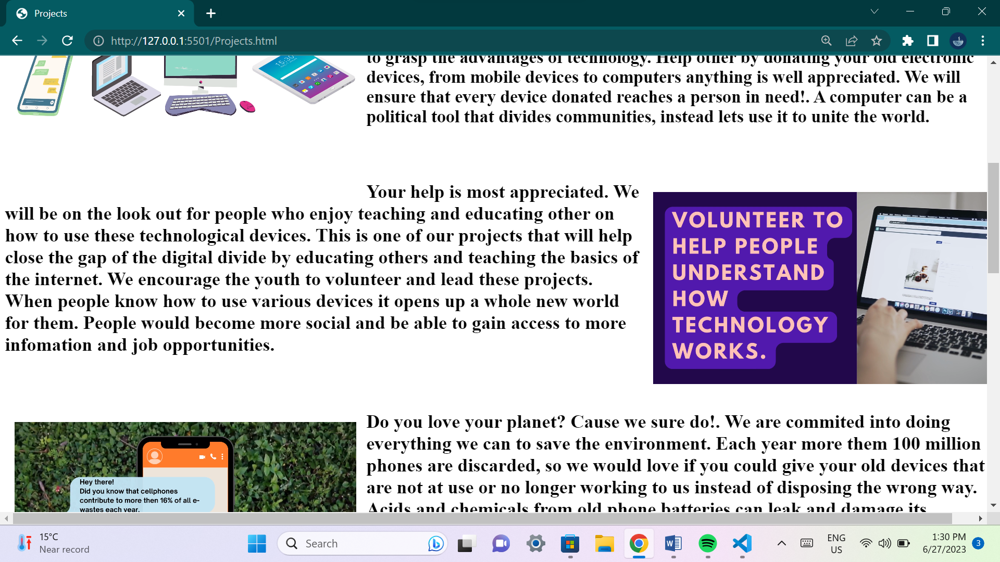 Projects
http://127.0.0.1:5501/Projects.html
15:30
to grasp the advantages of technology. Help other by donating your old electronic
devices, from mobile devices to computers anything is well appreciated. We will
ensure that every device donated reaches a person in need!. A computer can be a
political tool that divides communities, instead lets use it to unite the world.
Your help is most appreciated. We
will be on the look out for people who enjoy teaching and educating other on
how to use these technological devices. This is one of our projects that will help
close the gap of the digital divide by educating others and teaching the basics of
the internet. We encourage the youth to volunteer and lead these projects.
When people know how to use various devices it opens up a whole new world
for them. People would become more social and be able to gain access to more
infomation and job opportunities.
VOLUNTEER TO
HELP PEOPLE
UNDERSTAND
HOW
TECHNOLOGY
WORKS.
Do you love your planet? Cause we sure do!. We are commited into doing
everything we can to save the environment. Each year more them 100 million
phones are discarded, so we would love if you could give your old devices that
are not at use or no longer working to us instead of disposing the wrong way.
Acids and chemicals from old phone batteries can leak and damage its
Hey there!
Did you know that cellphones
contribute to more then 16% of all e-
wastes each year.
15°C
Near record
Search
ENG
US
1:30 PM
6/27/2023
3